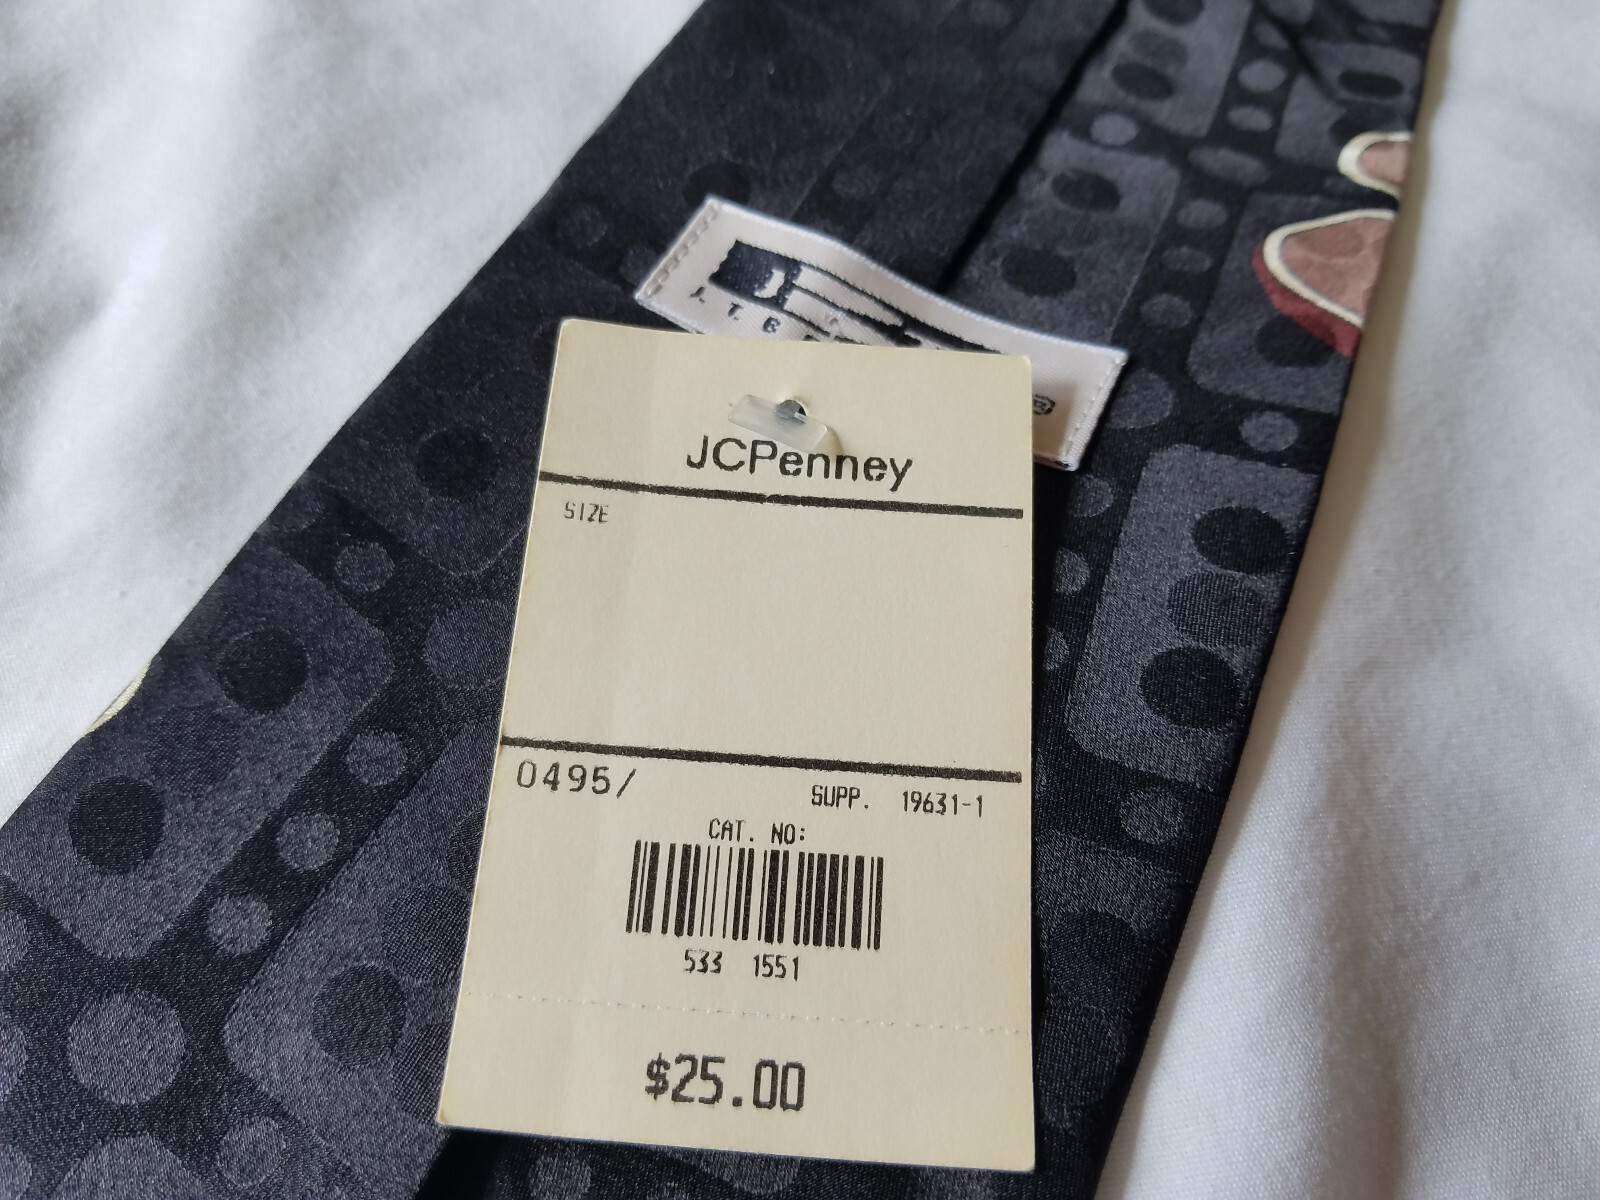 J
JCPenney
SIZE
0495/
SUPP. 19631-1
CAT. NO:
533 1551
$25.00